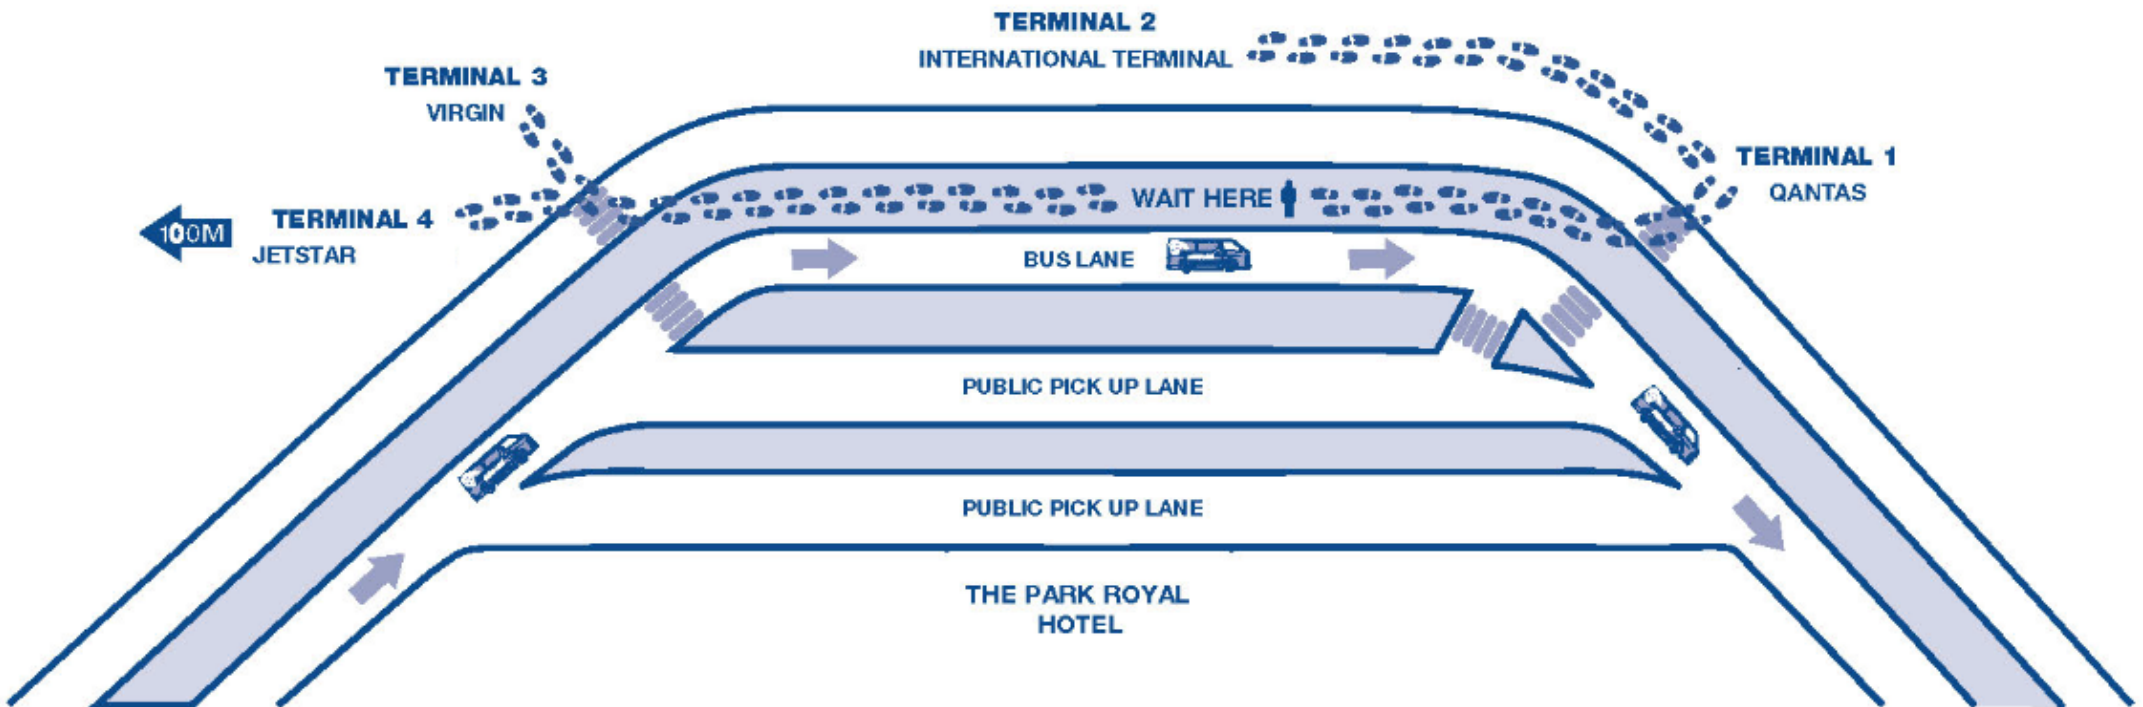 TERMINAL 2
INTERNATIONAL TERMINAL
TERMINAL 3
VIRGIN
TERMINAL 1
QANTAS
WAIT HERE
TERMINAL 4
100M
JETSTAR
BUS LANE
PUBLIC PICK UP LANE
PUBLIC PICK UP LANE
THE PARK ROYAL
HOTEL